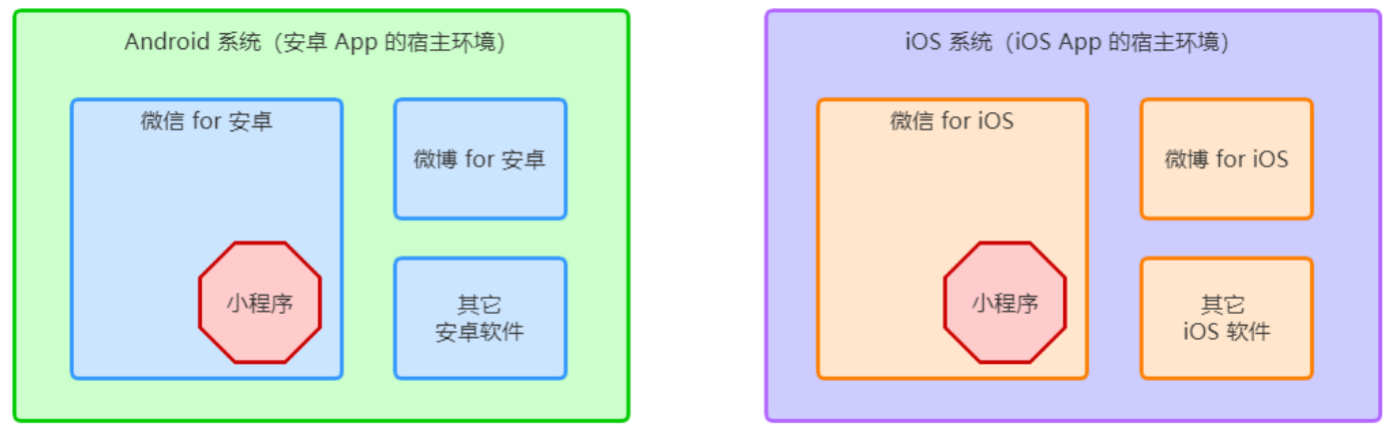 Android 系统（安卓 App 的宿主环境）
微信 for 安卓
微博 for 安卓
小程序
其它
安卓软件
iOS 系统（iOS App 的宿主环境）
微信 for iOS
微博 for iOS
小程序
其它
iOS 软件